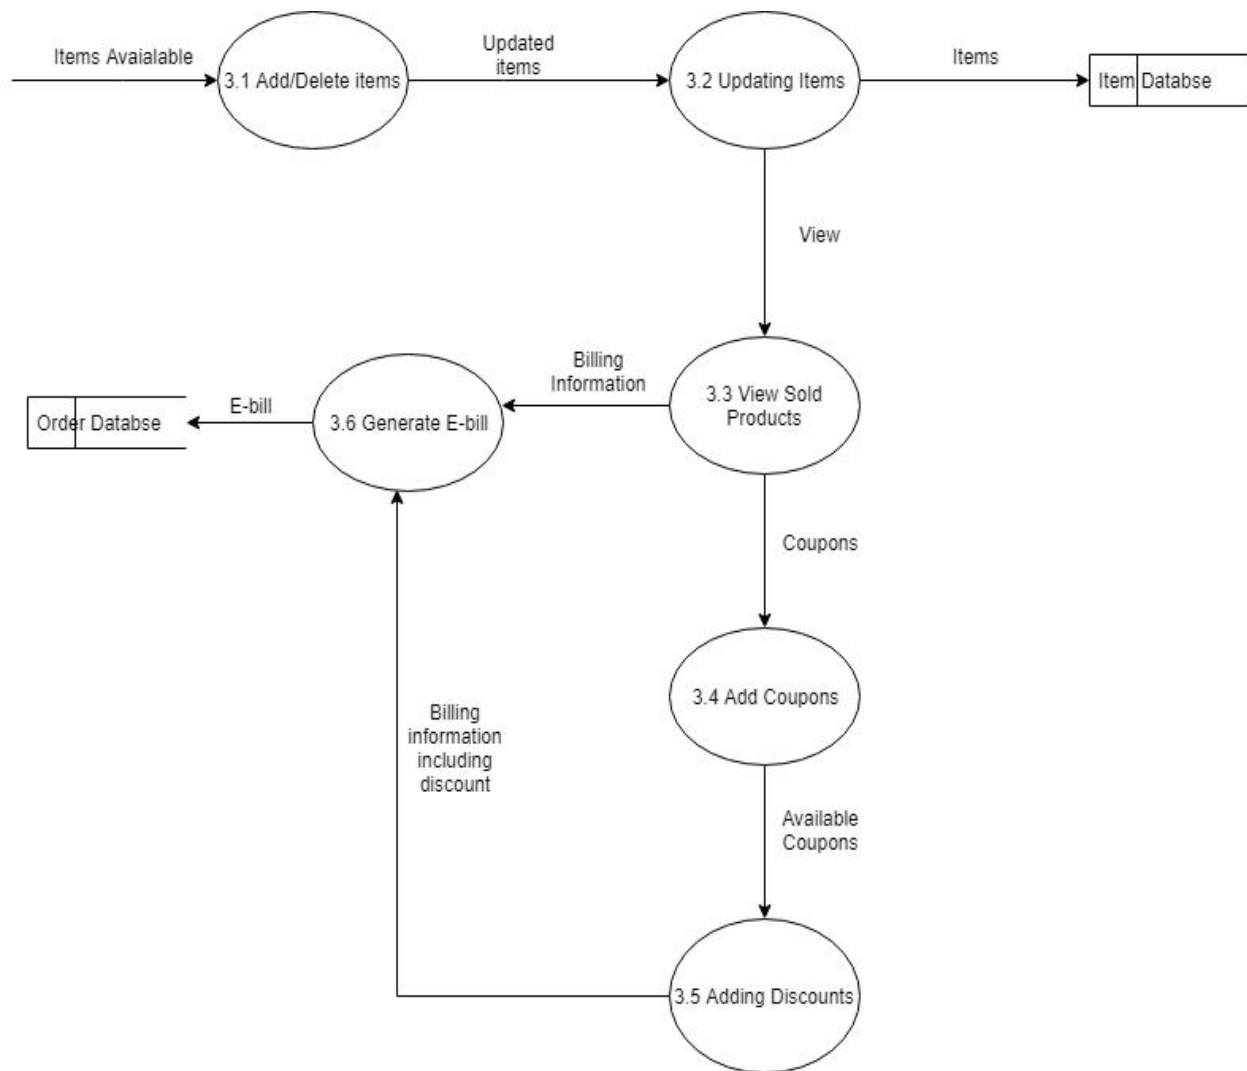 Items Avaialable
3.1 Add/Delete items
Updated
items
3.2 Updating Items
Items
Item Databse
View
Billing
Information
3.3 View Sold
Products
3.6 Generate E-bill
E-bill
Order Databse
Coupons
3.4 Add Coupons
Billing
information
including
discount
Available
Coupons
3.5 Adding Discounts